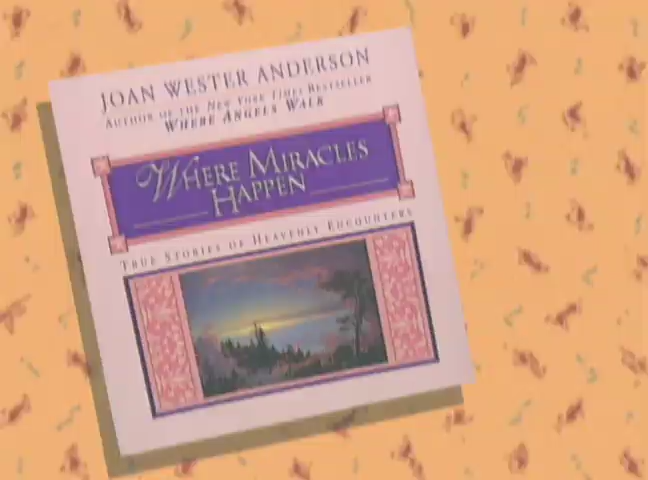 JOAN WESTER ANDERSON
AUTHOR OF THE NEW YORK TIMES BESTSELLER
WHERE ANGELS WALK
WHERE MIRACLES
HAPPEN
TRUE STORIES OF HEAVENLY ENCOUNTERS